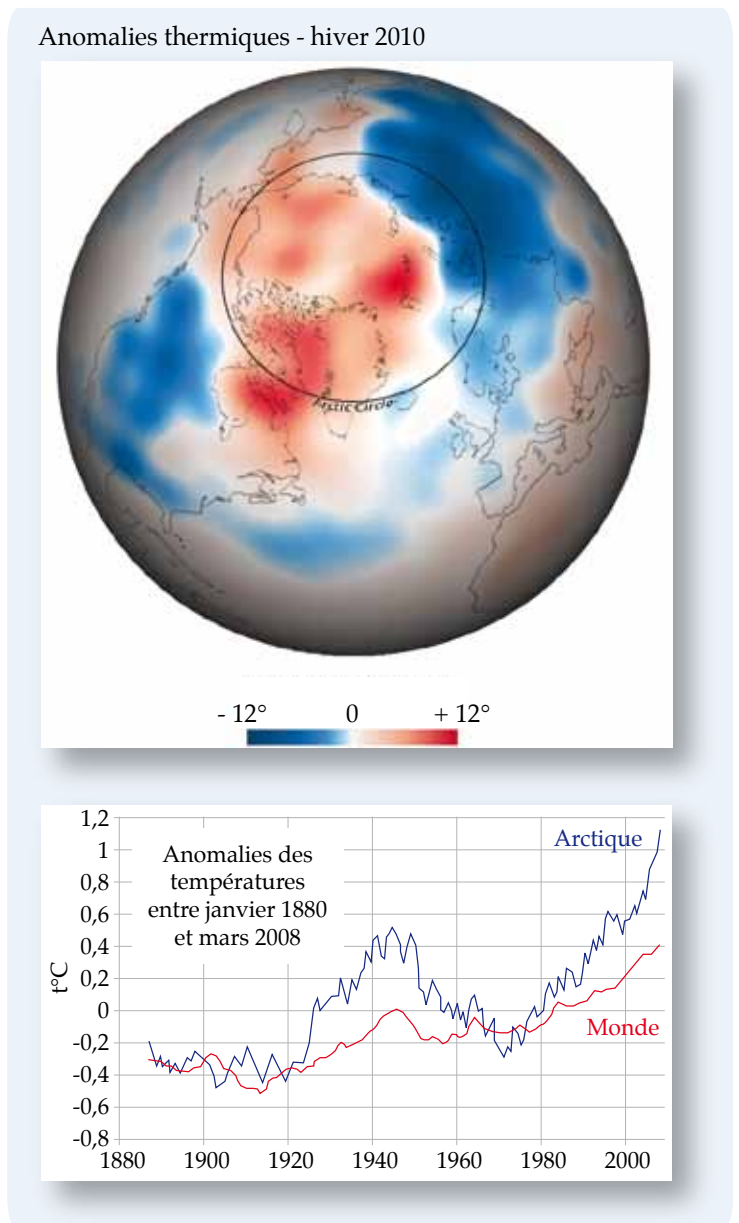 Anomalies thermiques - hiver 2010
Arctic Circle
- 12° 0 + 12°
1,2
1
0,8
0,6
0,4
0,2
0
-0,2
-0,4
-0,6
-0,8
t°C
Anomalies des
températures
entre janvier 1880
et mars 2008
Arctique
Monde
1880 1900 1920 1940 1960 1980 2000